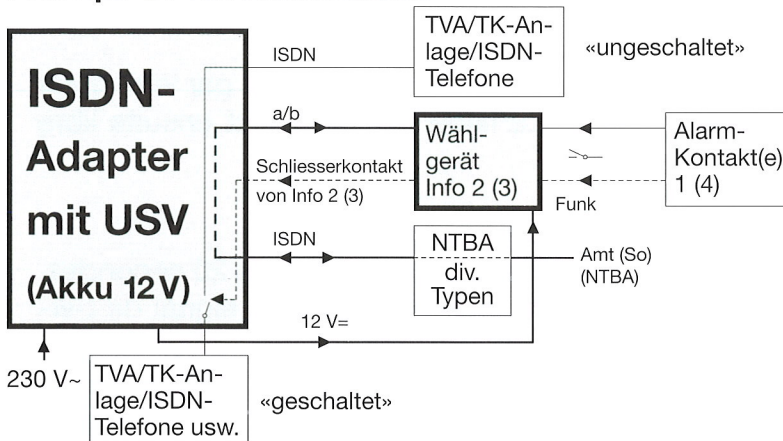 ISDN-
Adapter
mit USV
(Akku 12 V)
ISDN
TVA/TK-An-
lage/ISDN-
Telefone
«ungeschaltet»
a/b
Wähl-
gerät
Info 2 (3)
Alarm-
Kontakt(e)
1 (4)
Schliesserkontakt
von Info 2 (3)
Funk
ISDN
NTBA
div.
Typen
Amt (So)
(NTBA)
12 V=
230 V~
TVA/TK-An-
lage/ISDN-
Telefone usw.
«geschaltet»